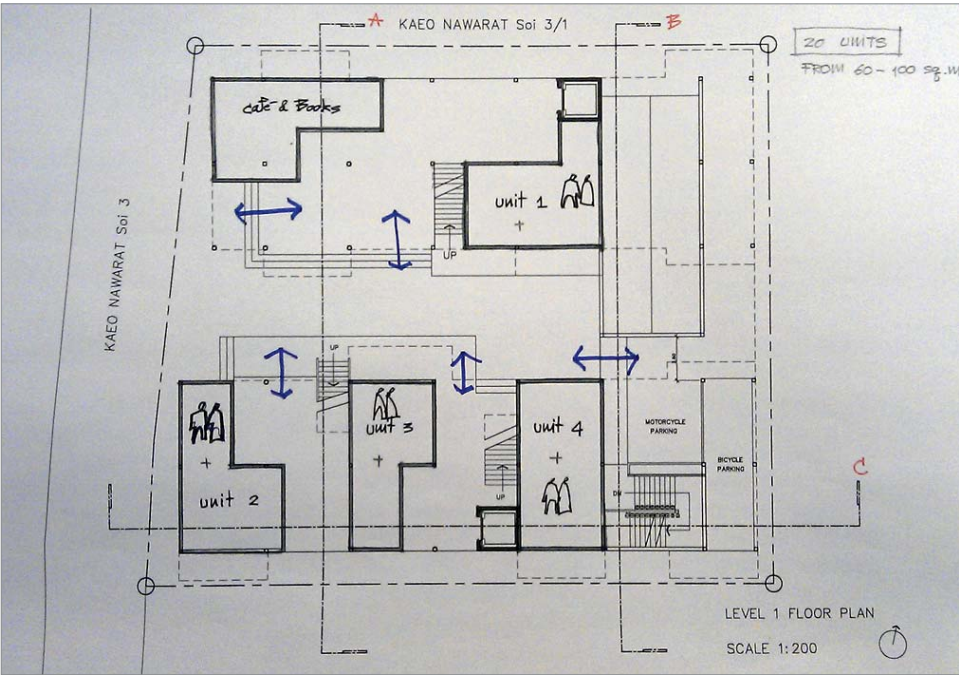 A
KAEO NAWARAT Soi 3/1
B
20 UNITS
FROM 60-100 sq.m
café & Books
unit 1
UP
KAEO NAWARAT Soi 3
UP
unit 3
unit 4
MOTORCYCLE
PARKING
BICYCLE
PARKING
C
unit 2
UP
DN
LEVEL 1 FLOOR PLAN
SCALE 1:200